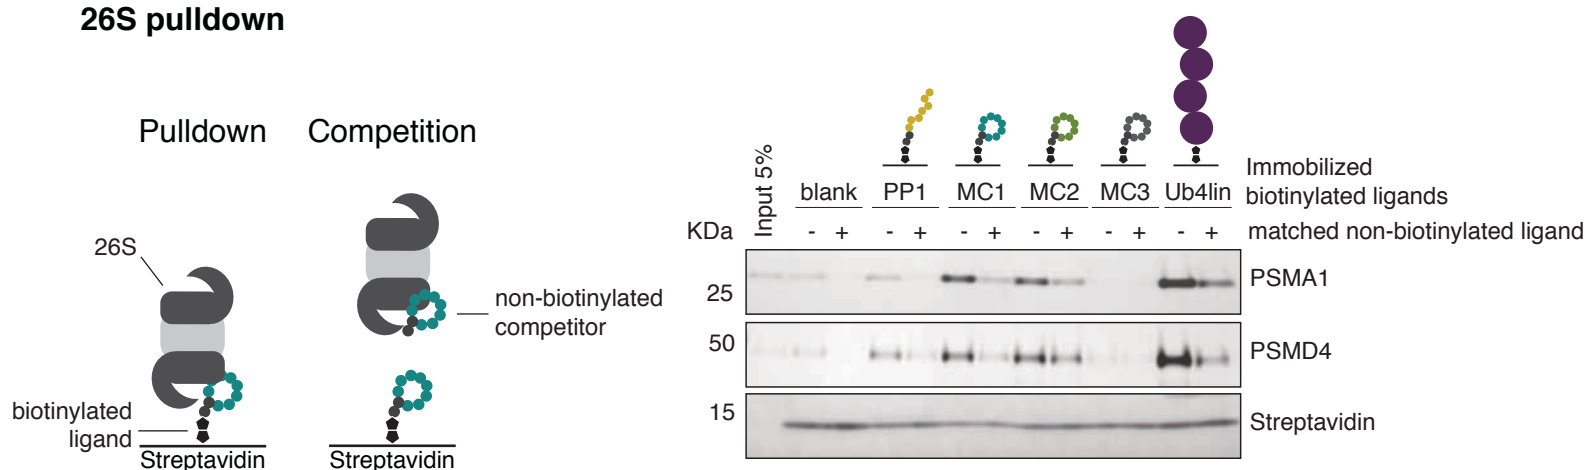 26S pulldown
Pulldown
Competition
26S
non-biotinylated
competitor
biotinylated
ligand
Streptavidin
Streptavidin
Input 5%
blank
PP1
MC1
MC2
MC3
Ub4lin
Immobilized
biotinylated ligands
KDa
- + - + - + - + - + - +
matched non-biotinylated ligand
25
PSMA1
50
PSMD4
15
Streptavidin